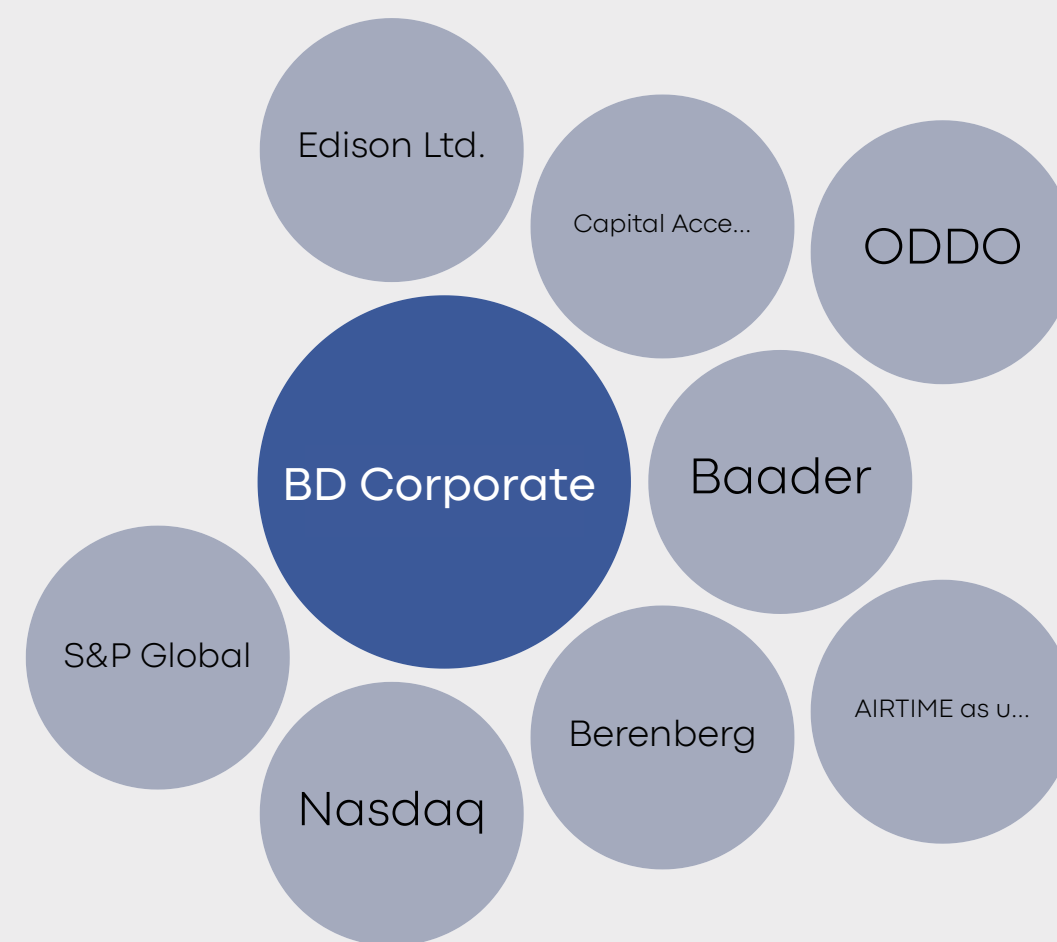 Edison Ltd.
Capital Acce...
ODDO
BD Corporate
Baader
S&P Global
AIRTIME as u...
Berenberg
Nasdaq